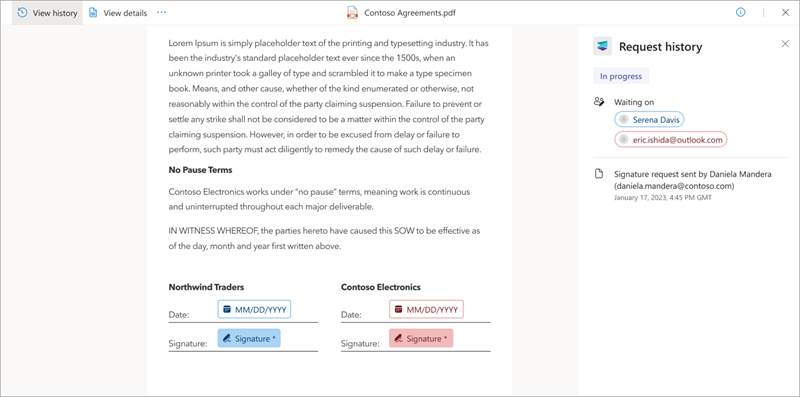 View history View details ··· Contoso Agreements.pdf
Lorem Ipsum is simply placeholder text of the printing and typesetting industry. It has
been the industry's standard placeholder text ever since the 1500s, when an
unknown printer took a galley of type and scrambled it to make a type specimen
book. Means, and other cause, whether of the kind enumerated or otherwise, not
reasonably within the control of the party claiming suspension. Failure to prevent or
settle any strike shall not be considered to be a matter within the control of the party
claiming suspension. However, in order to be excused from delay or failure to
perform, such party must act diligently to remedy the cause of such delay or failure.
No Pause Terms
Contoso Electronics works under “no pause” terms, meaning work is continuous
and uninterrupted throughout each major deliverable.
IN WITNESS WHEREOF, the parties hereto have caused this SOW to be effective as
of the day, month and year first written above.
Northwind Traders
Date: MM/DD/YYYY
Signature: Signature *
Contoso Electronics
Date: MM/DD/YYYY
Signature: Signature *
Request history
In progress
Waiting on
Serena Davis
eric.ishida@outlook.com
Signature request sent by Daniela Mandera
(daniela.mandera@contoso.com)
January 17, 2023, 4:45 PM GMT